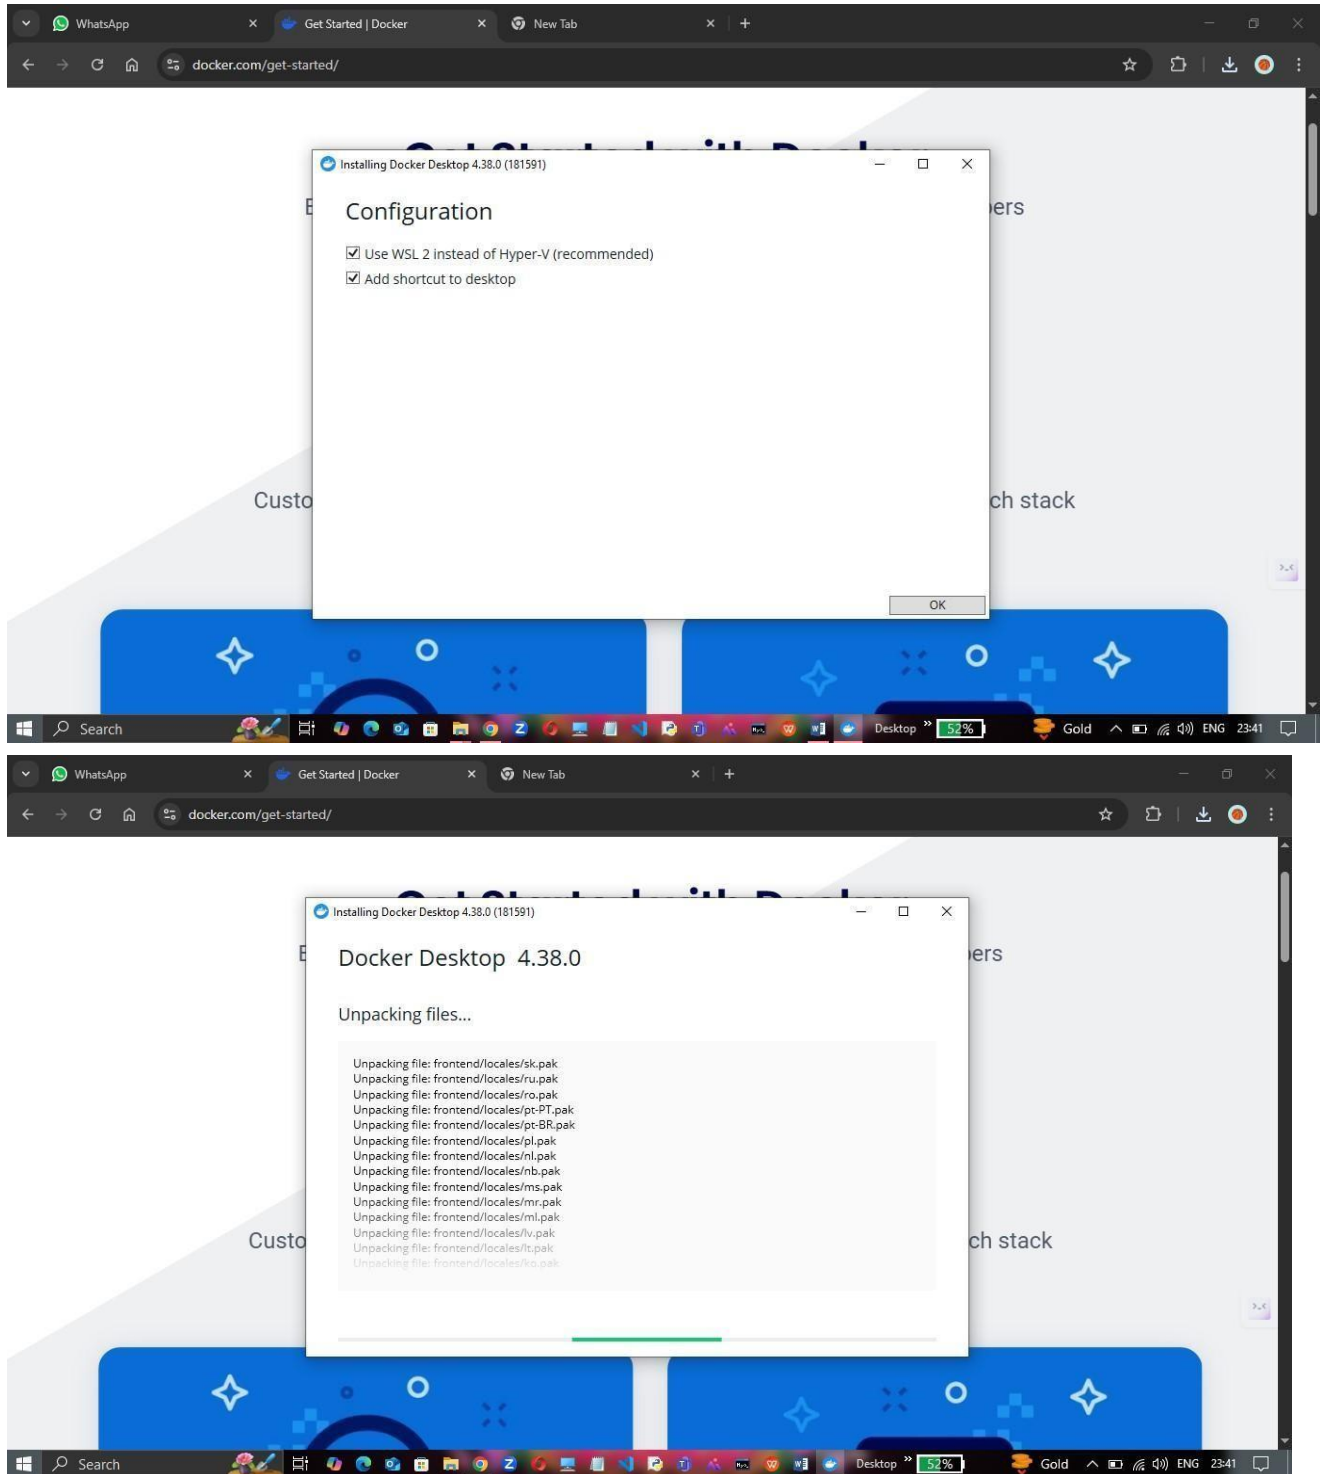 WhatsApp
Get Started | Docker
New Tab
docker.com/get-started/
Installing Docker Desktop 4.38.0 (181591)
Configuration
ers
Use WSL 2 instead of Hyper-V (recommended)
Add shortcut to desktop
Custo
ch stack
OK
Search
Desktop
52%
Gold
ENG
23:41
WhatsApp
Get Started | Docker
New Tab
docker.com/get-started/
Installing Docker Desktop 4.38.0 (181591)
Docker Desktop 4.38.0
ers
Unpacking files...
Unpacking file: frontend/locales/sk.pak
Unpacking file: frontend/locales/ru.pak
Unpacking file: frontend/locales/ro.pak
Unpacking file: frontend/locales/pt-PT.pak
Unpacking file: frontend/locales/pt-BR.pak
Unpacking file: frontend/locales/pl.pak
Unpacking file: frontend/locales/nl.pak
Unpacking file: frontend/locales/nb.pak
Unpacking file: frontend/locales/ms.pak
Unpacking file: frontend/locales/mr.pak
Unpacking file: frontend/locales/ml.pak
Unpacking file: frontend/locales/lv.pak
Unpacking file: frontend/locales/lt.pak
Unpacking file: frontend/locales/ko.pak
Custo
ch stack
Search
Desktop
52%
Gold
ENG
23:41